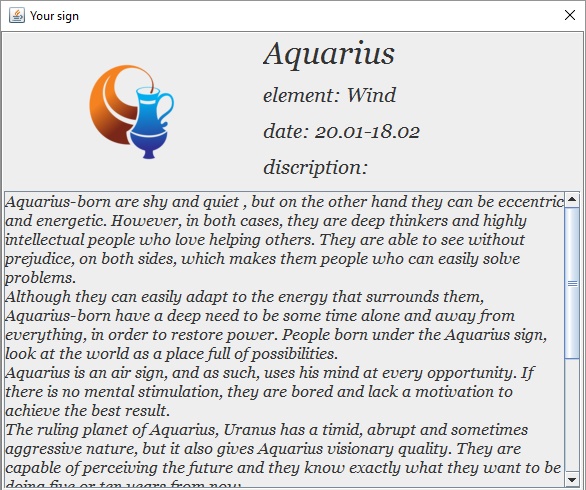 Your sign
Aquarius
element: Wind
date: 20.01-18.02
discription:
Aquarius-born are shy and quiet , but on the other hand they can be eccentric
and energetic. However, in both cases, they are deep thinkers and highly
intellectual people who love helping others. They are able to see without
prejudice, on both sides, which makes them people who can easily solve
problems.
Although they can easily adapt to the energy that surrounds them,
Aquarius-born have a deep need to be some time alone and away from
everything, in order to restore power. People born under the Aquarius sign,
look at the world as a place full of possibilities.
Aquarius is an air sign, and as such, uses his mind at every opportunity. If
there is no mental stimulation, they are bored and lack a motivation to
achieve the best result.
The ruling planet of Aquarius, Uranus has a timid, abrupt and sometimes
aggressive nature, but it also gives Aquarius visionary quality. They are
capable of perceiving the future and they know exactly what they want to be
doing five or ten years from now.